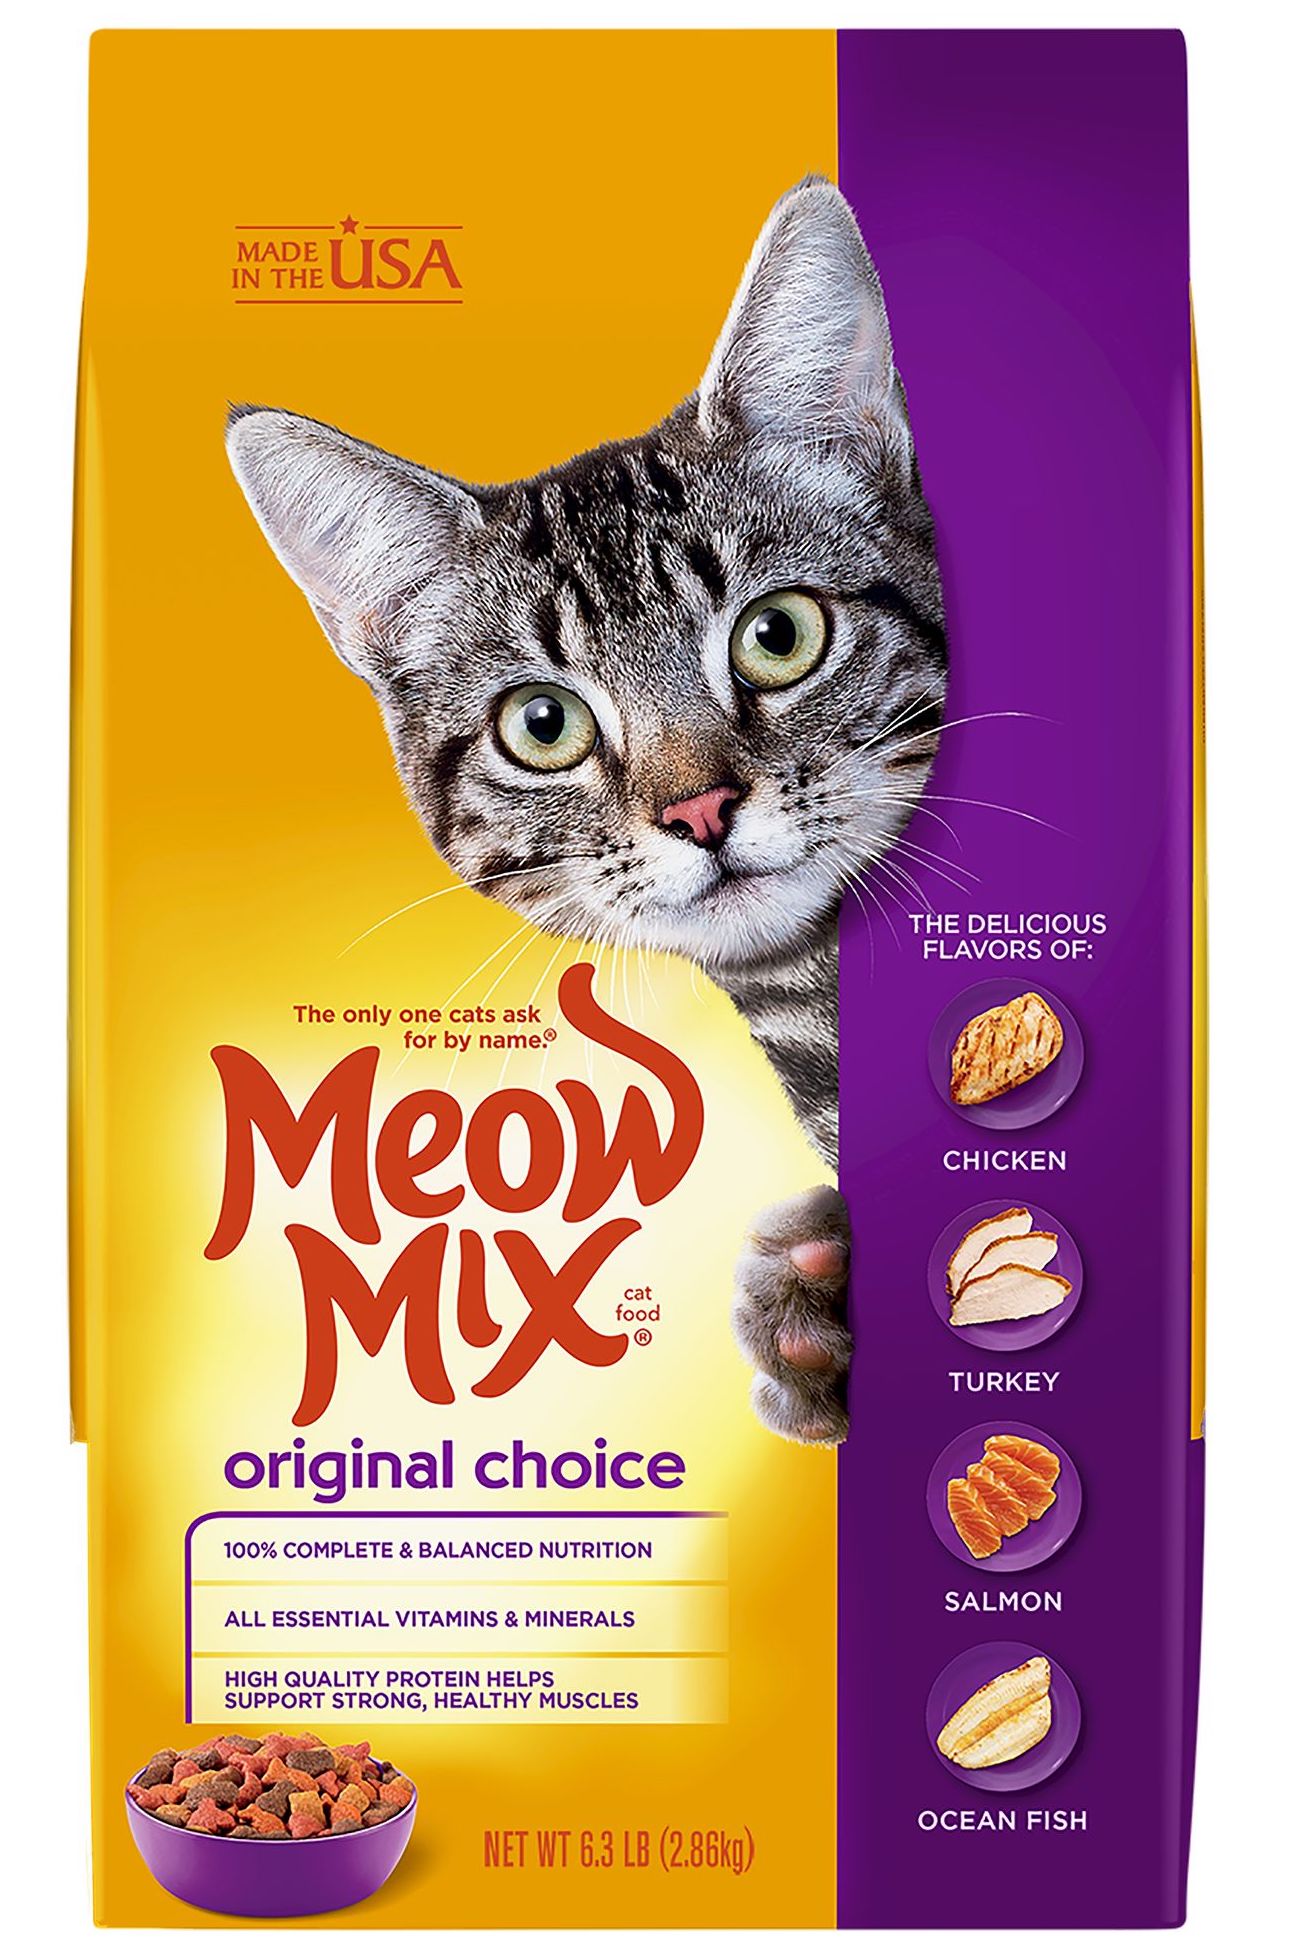 MADE
IN THE USA
The only one cats ask
for by name.®
MEOW
MIX
cat
food
®
original choice
100% COMPLETE & BALANCED NUTRITION
ALL ESSENTIAL VITAMINS & MINERALS
HIGH QUALITY PROTEIN HELPS
SUPPORT STRONG, HEALTHY MUSCLES
NET WT 6.3 LB (2.86kg)
THE DELICIOUS
FLAVORS OF:
CHICKEN
TURKEY
SALMON
OCEAN FISH